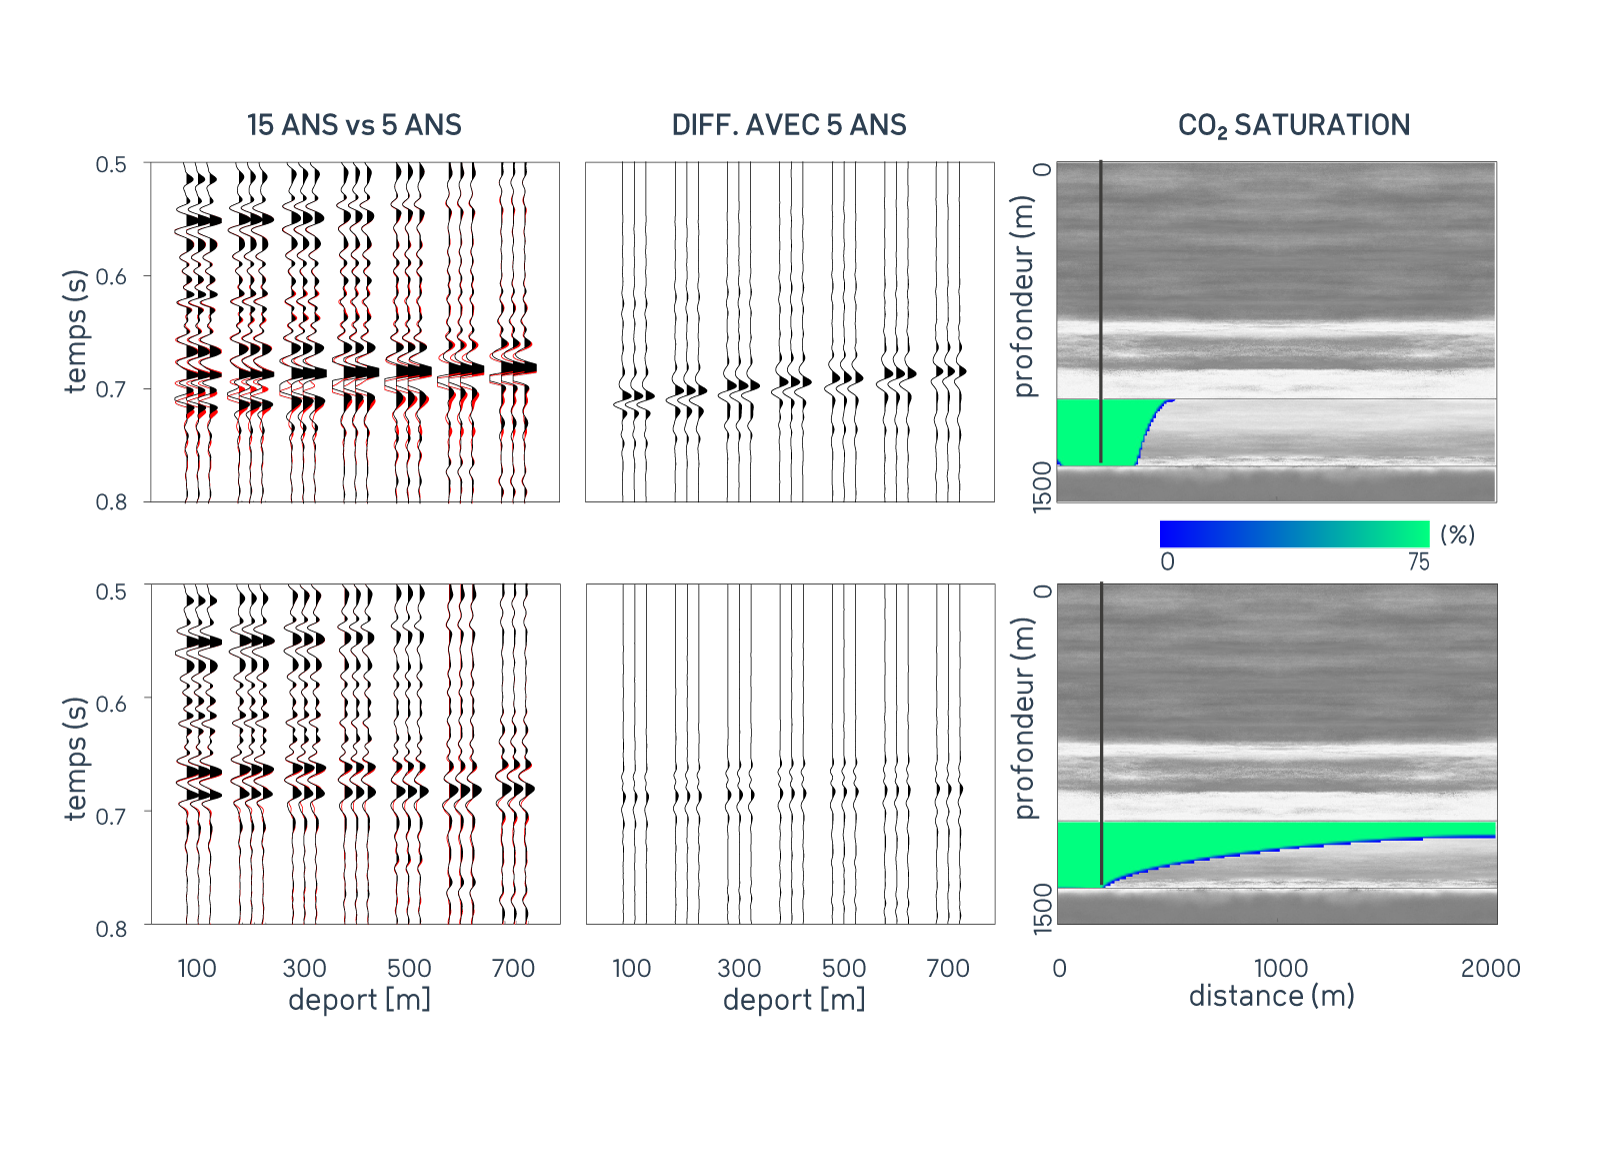 15 ANS vs 5 ANS
DIFF. AVEC 5 ANS
CO₂ SATURATION
0.5
0.6
0.7
0.8
temps (s)
0
1500
profondeur (m)
0
75
(%)
0.5
0.6
0.7
0.8
temps (s)
0
1500
profondeur (m)
100
300
500
700
deport [m]
100
300
500
700
deport [m]
0
1000
2000
distance (m)